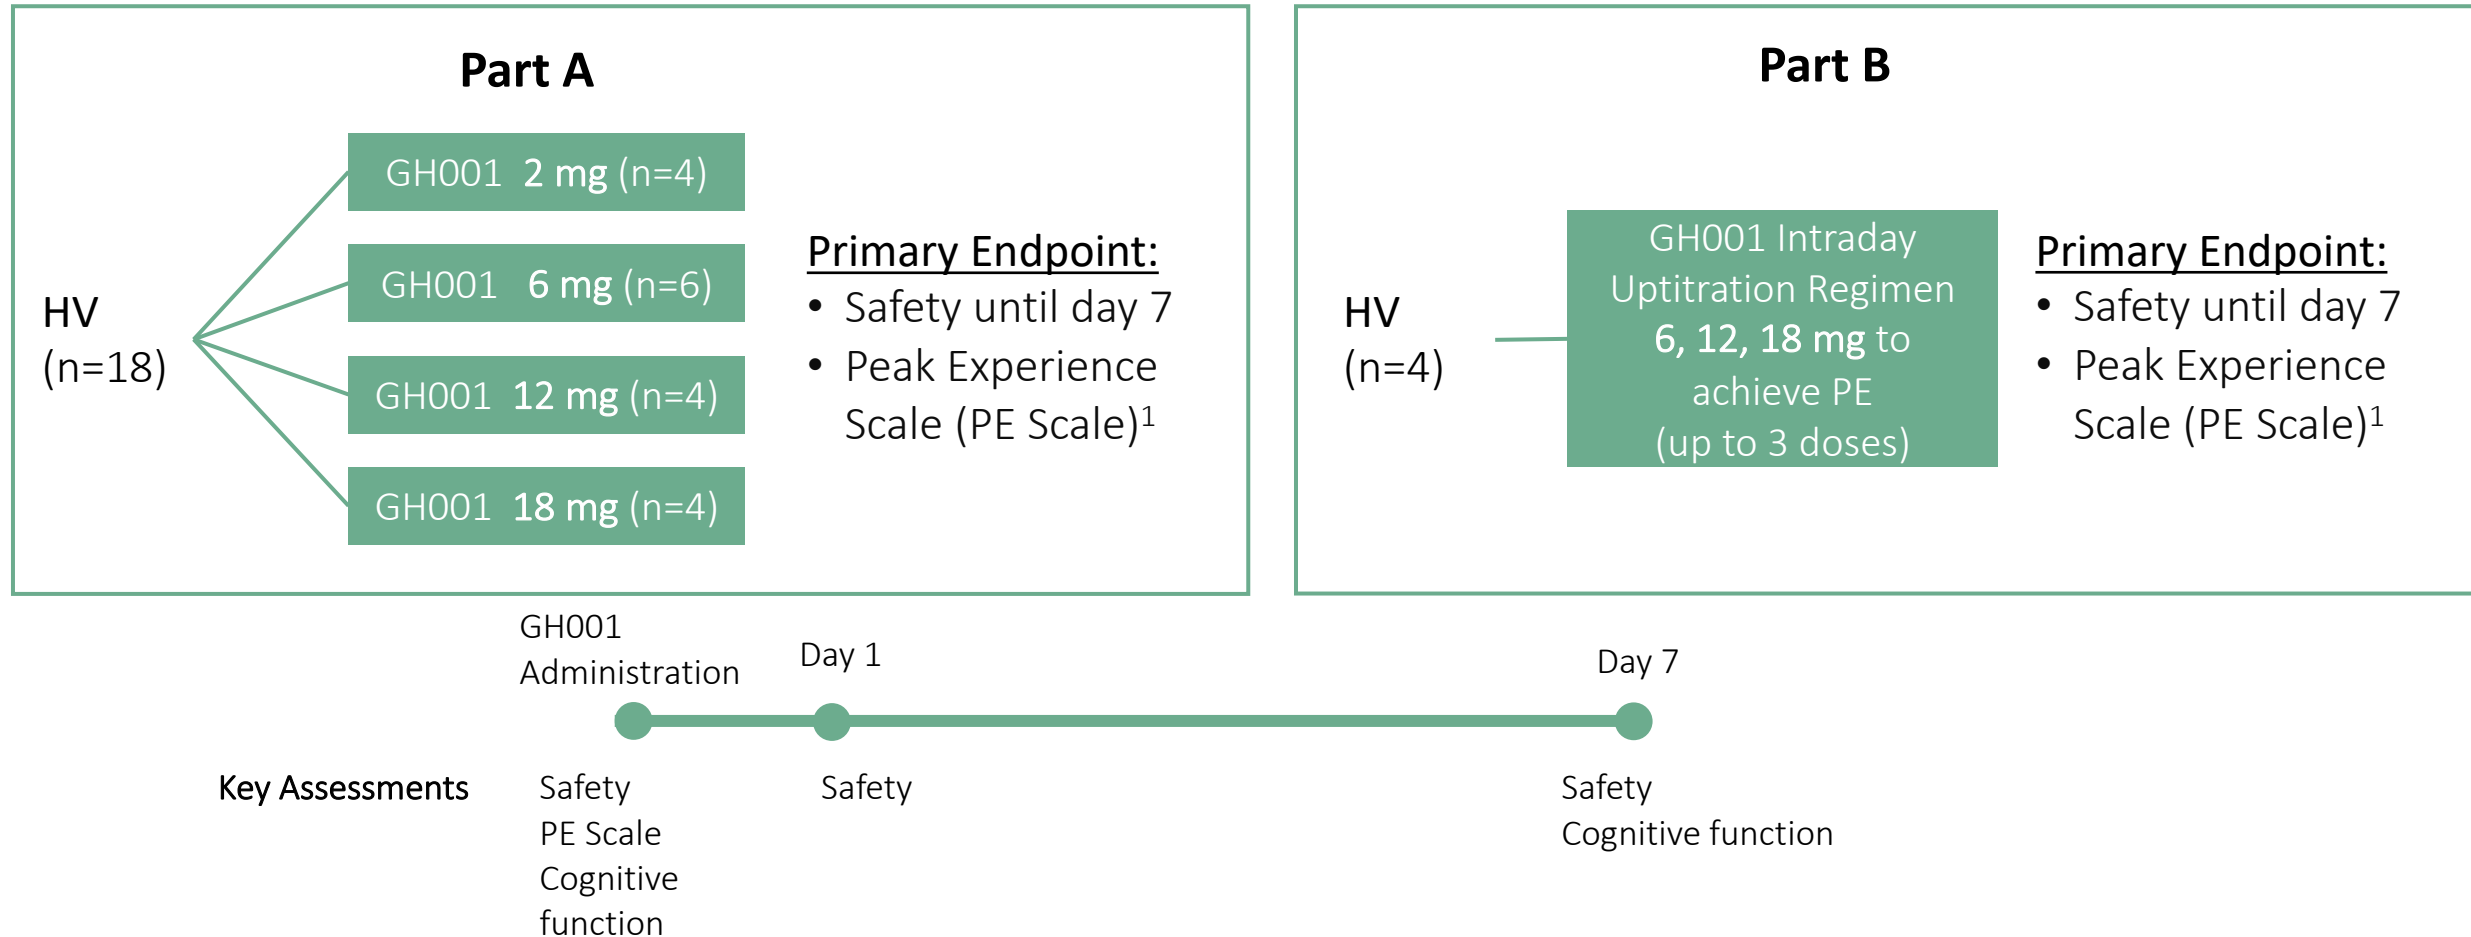 Part A
HV
(n=18)
GH001 2 mg (n=4)
GH001 6 mg (n=6)
GH001 12 mg (n=4)
GH001 18 mg (n=4)
Primary Endpoint:
• Safety until day 7
• Peak Experience
Scale (PE Scale)¹
Part B
HV
(n=4)
GH001 Intraday
Uptitration Regimen
6, 12, 18 mg to
achieve PE
(up to 3 doses)
Primary Endpoint:
• Safety until day 7
• Peak Experience
Scale (PE Scale)¹
GH001
Administration
Day 1
Day 7
Key Assessments
Safety
PE Scale
Cognitive
function
Safety
Safety
Cognitive function